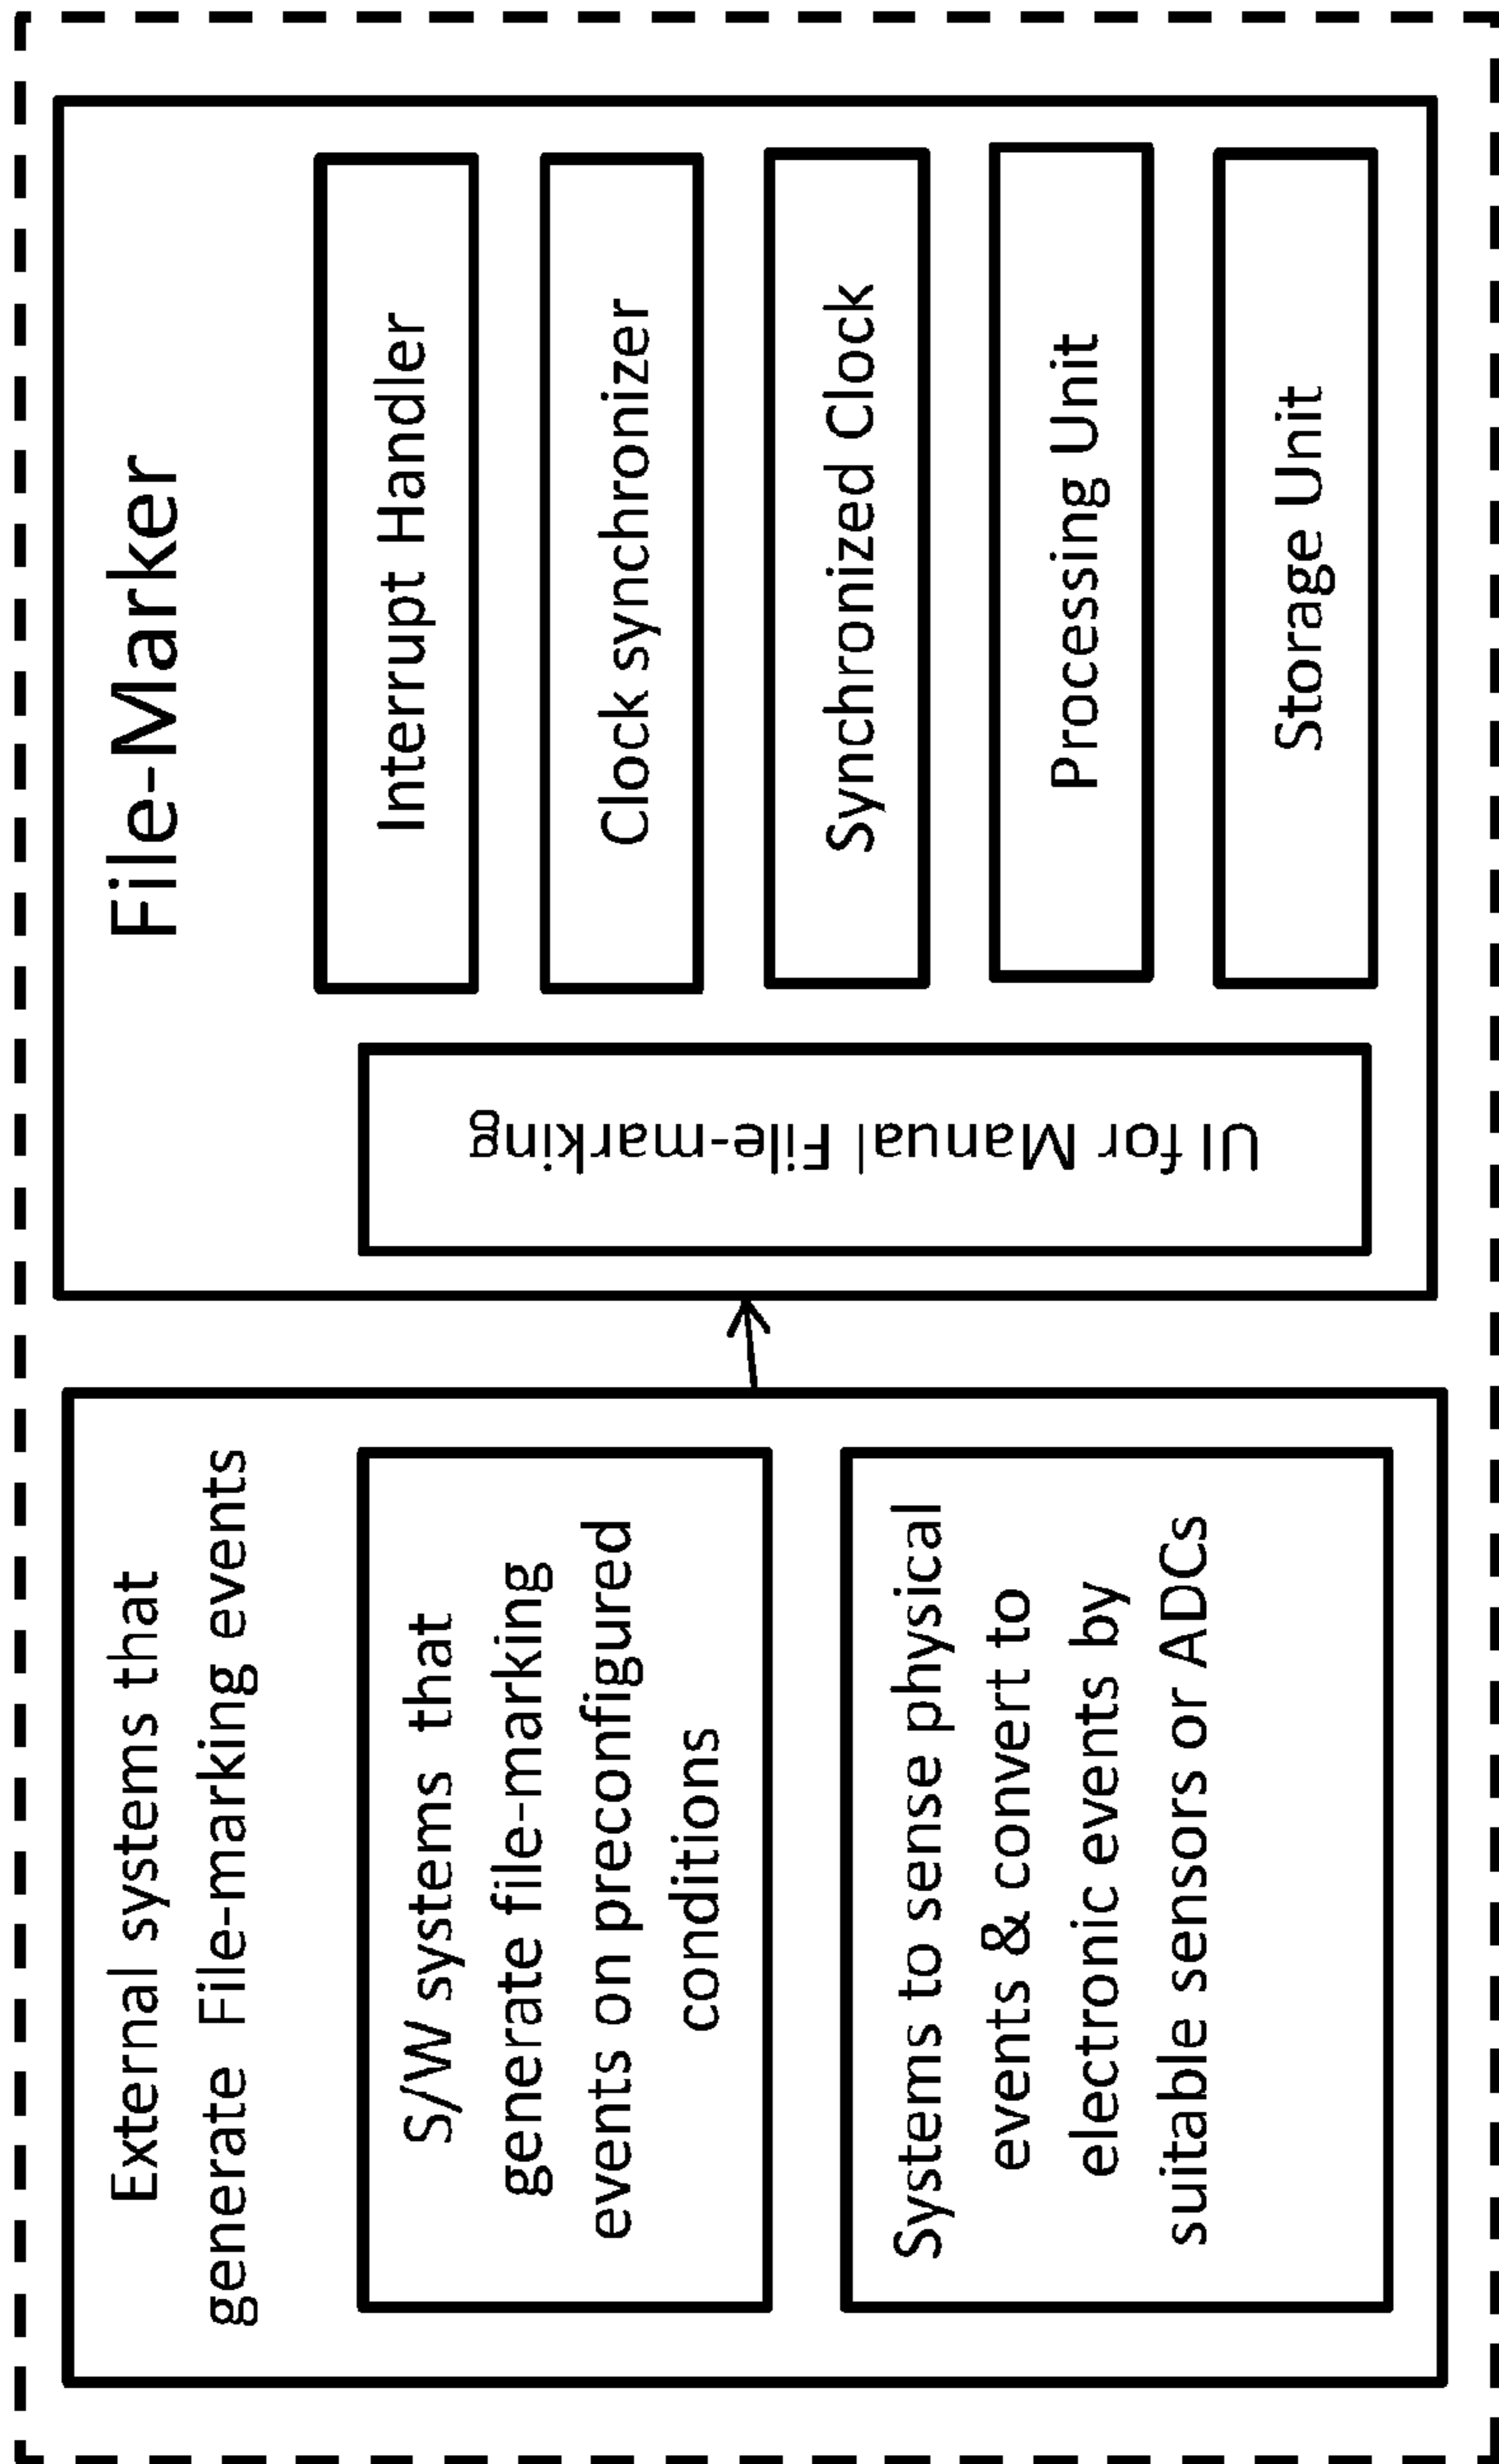 External systems that
generate File-marking events
S/W systems that
generate file-marking
events on preconfigured
conditions
Systems to sense physical
events & convert to
electronic events by
suitable sensors or ADCs
File-Marker
UI for Manual File-marking
Interrupt Handler
Clock synchronizer
Synchronized Clock
Processing Unit
Storage Unit